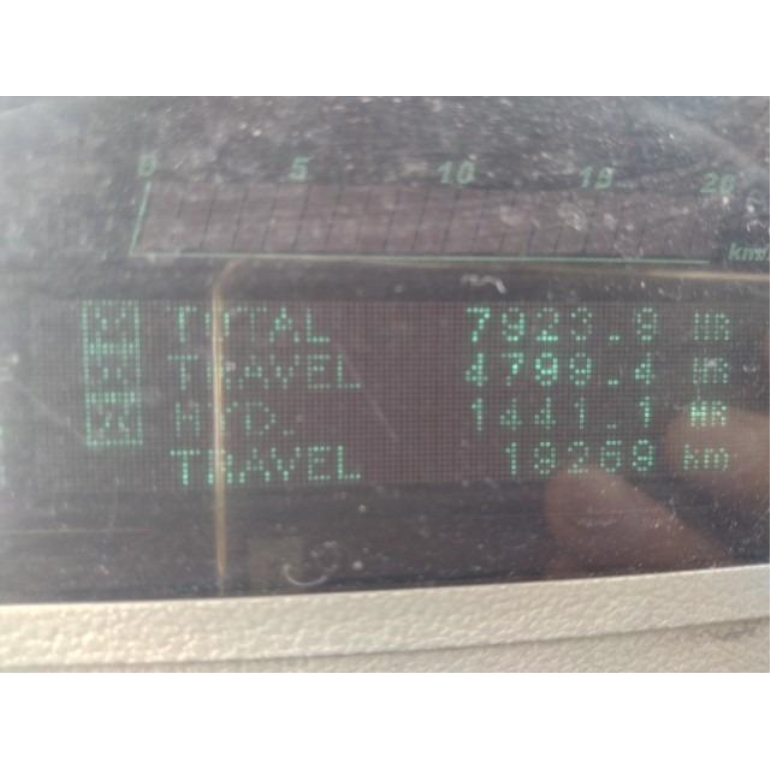 0 5 10 15 20
km/
TOTAL 7923.9 HR
TRAVEL 4799.4 HR
HYD. 1441.1 HR
TRAVEL 19269 km